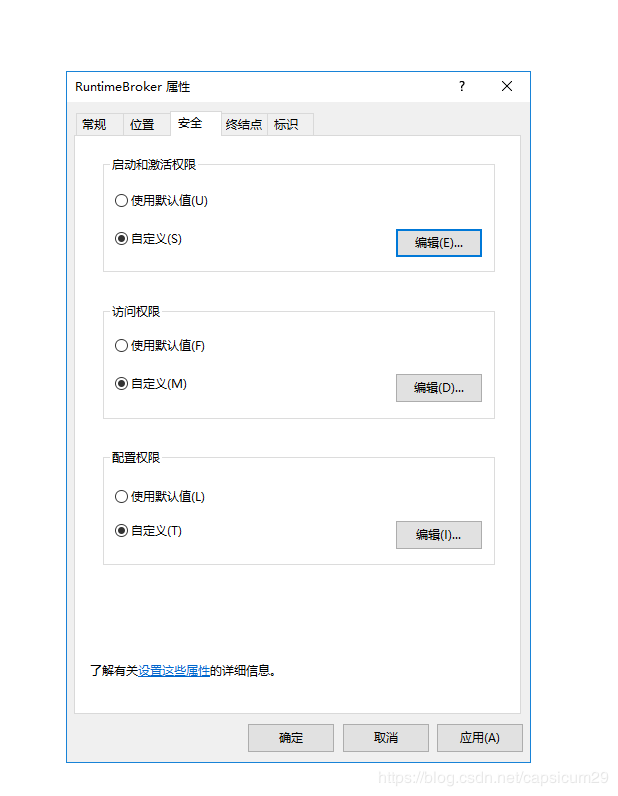 RuntimeBroker 属性
常规 位置 安全 终结点 标识
启动和激活权限
使用默认值(U)
自定义(S)
编辑(E)...
访问权限
使用默认值(F)
自定义(M)
编辑(D)...
配置权限
使用默认值(L)
自定义(T)
编辑(I)...
了解有关设置这些属性的详细信息。
确定 取消 应用(A)
https://blog.csdn.net/capsicum29